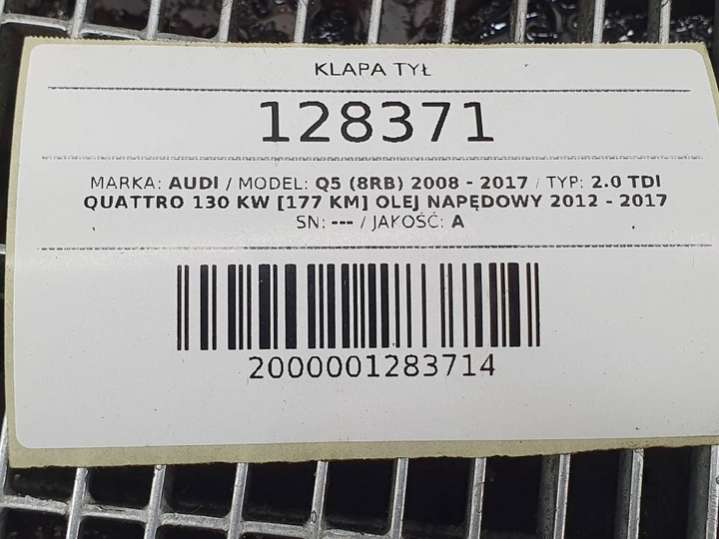 KLAPA TYŁ
128371
MARKA: AUDI / MODEL: Q5 (8RB) 2008 - 2017 / TYP: 2.0 TDI
QUATTRO 130 KW [177 KM] OLEJ NAPĘDOWY 2012 - 2017
SN: --- / JAKOŚĆ: A
2000001283714